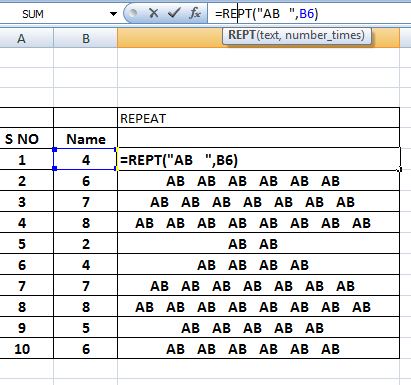 SUM =REPT("AB   ",B6)
REPT(text, number_times)
A B
REPEAT
S NO Name
1 4 =REPT("AB   ",B6)
2 6 AB   AB   AB   AB   AB   AB
3 7 AB   AB   AB   AB   AB   AB   AB
4 8 AB   AB   AB   AB   AB   AB   AB   AB
5 2 AB   AB
6 4 AB   AB   AB   AB
7 7 AB   AB   AB   AB   AB   AB   AB
8 8 AB   AB   AB   AB   AB   AB   AB   AB
9 5 AB   AB   AB   AB   AB
10 6 AB   AB   AB   AB   AB   AB